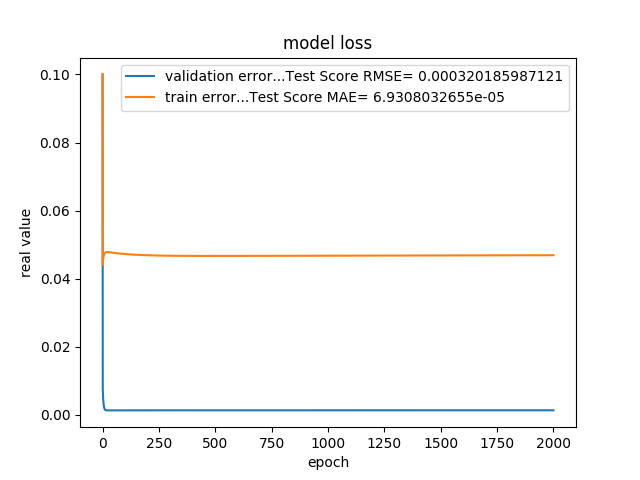 model loss
validation error...Test Score RMSE= 0.000320185987121
train error...Test Score MAE= 6.9308032655e-05
real value
0.10
0.08
0.06
0.04
0.02
0.00
0 250 500 750 1000 1250 1500 1750 2000
epoch